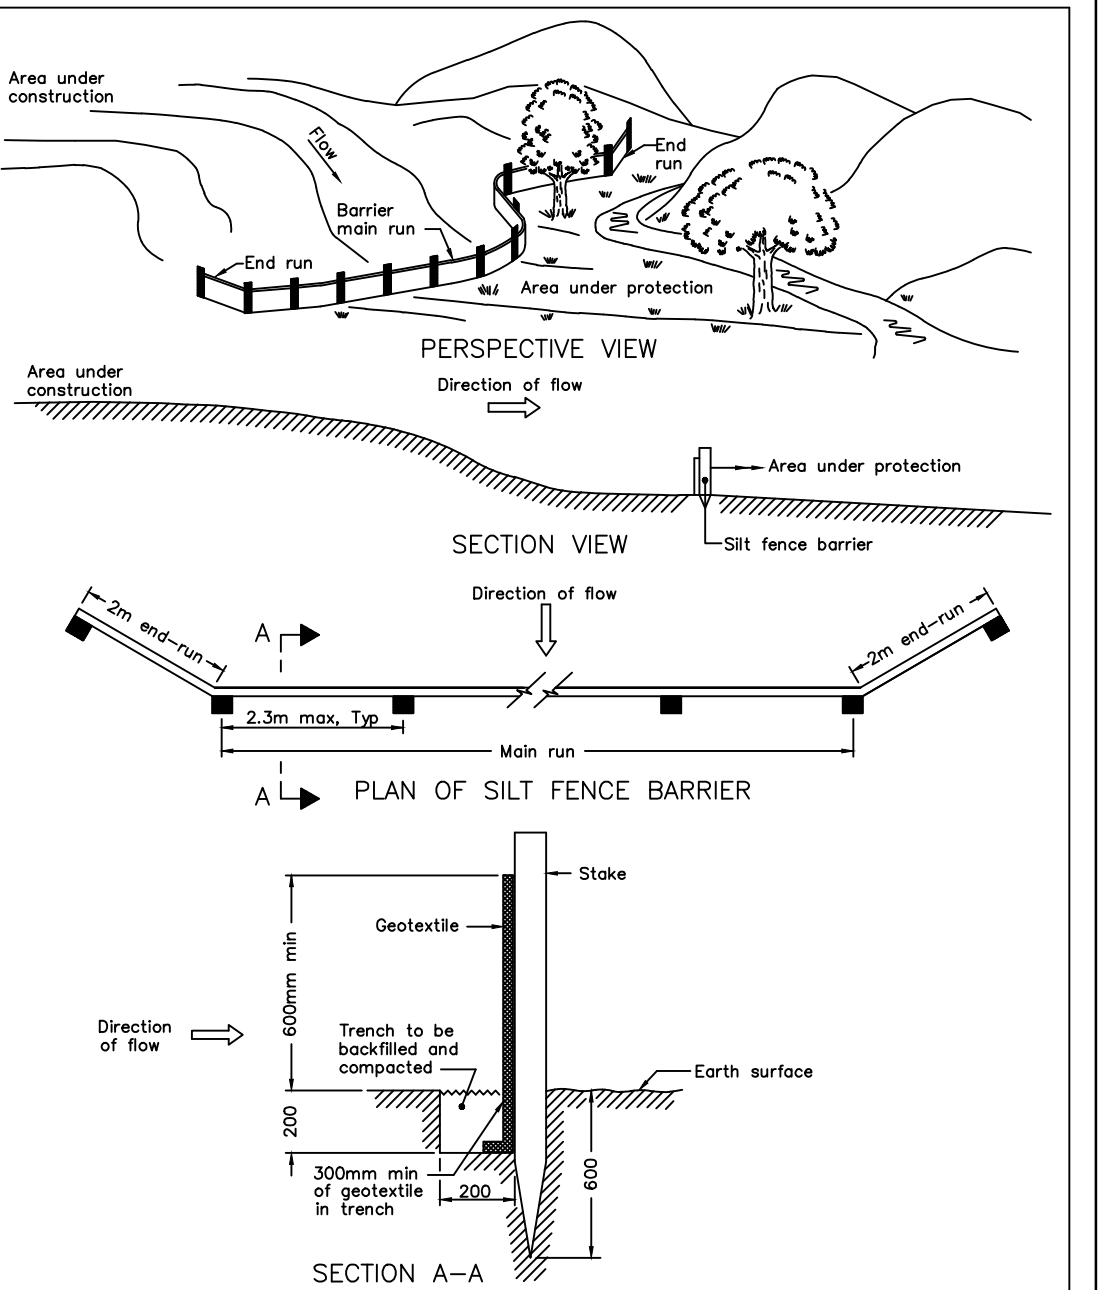 Area under
construction
Flow
End
run
Barrier
main run
End run
Area under protection
PERSPECTIVE VIEW
Area under
construction
Direction of flow
Area under protection
Silt fence barrier
SECTION VIEW
Direction of flow
2m end-run
2m end-run
A
2.3m max, Typ
Main run
A
PLAN OF SILT FENCE BARRIER
Stake
Geotextile
600mm min
Direction
of flow
Trench to be
backfilled and
compacted
Earth surface
200
300mm min
of geotextile
in trench
200
600
SECTION A-A